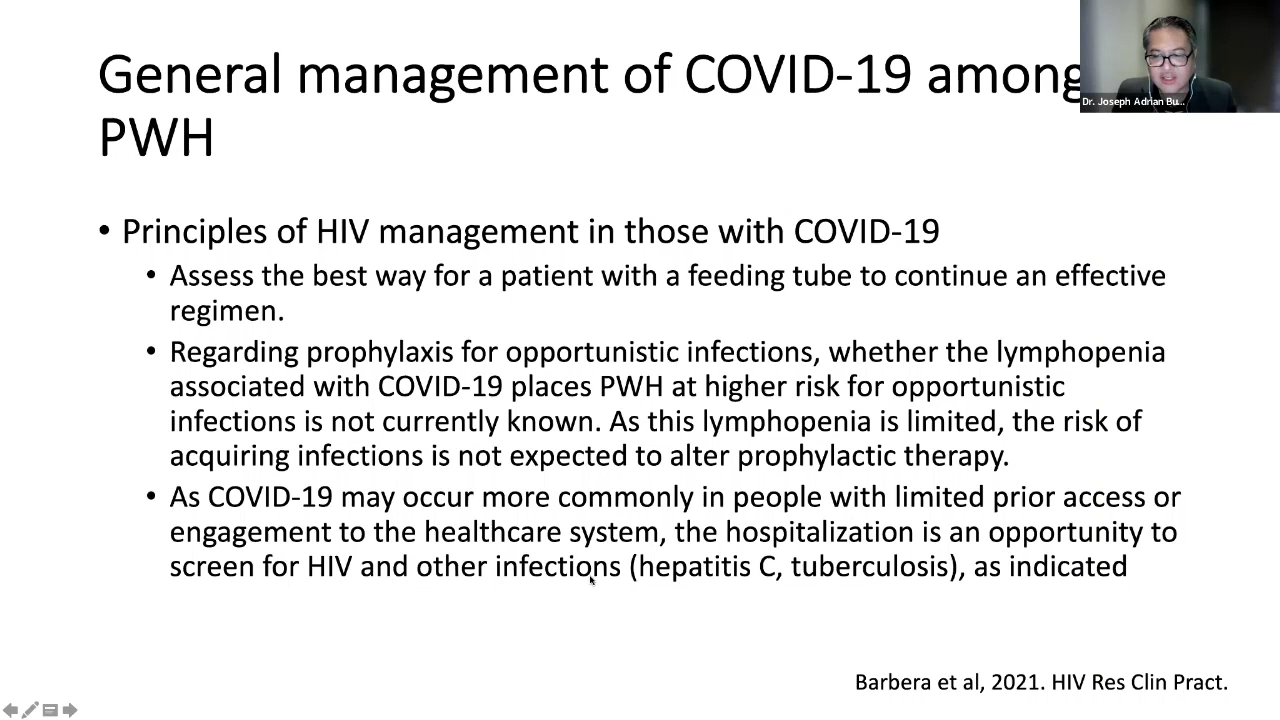 General management of COVID-19 among
PWH
Dr. Joseph Adrian Bu...
• Principles of HIV management in those with COVID-19
• Assess the best way for a patient with a feeding tube to continue an effective
regimen.
• Regarding prophylaxis for opportunistic infections, whether the lymphopenia
associated with COVID-19 places PWH at higher risk for opportunistic
infections is not currently known. As this lymphopenia is limited, the risk of
acquiring infections is not expected to alter prophylactic therapy.
• As COVID-19 may occur more commonly in people with limited prior access or
engagement to the healthcare system, the hospitalization is an opportunity to
screen for HIV and other infections (hepatitis C, tuberculosis), as indicated
Barbera et al, 2021. HIV Res Clin Pract.